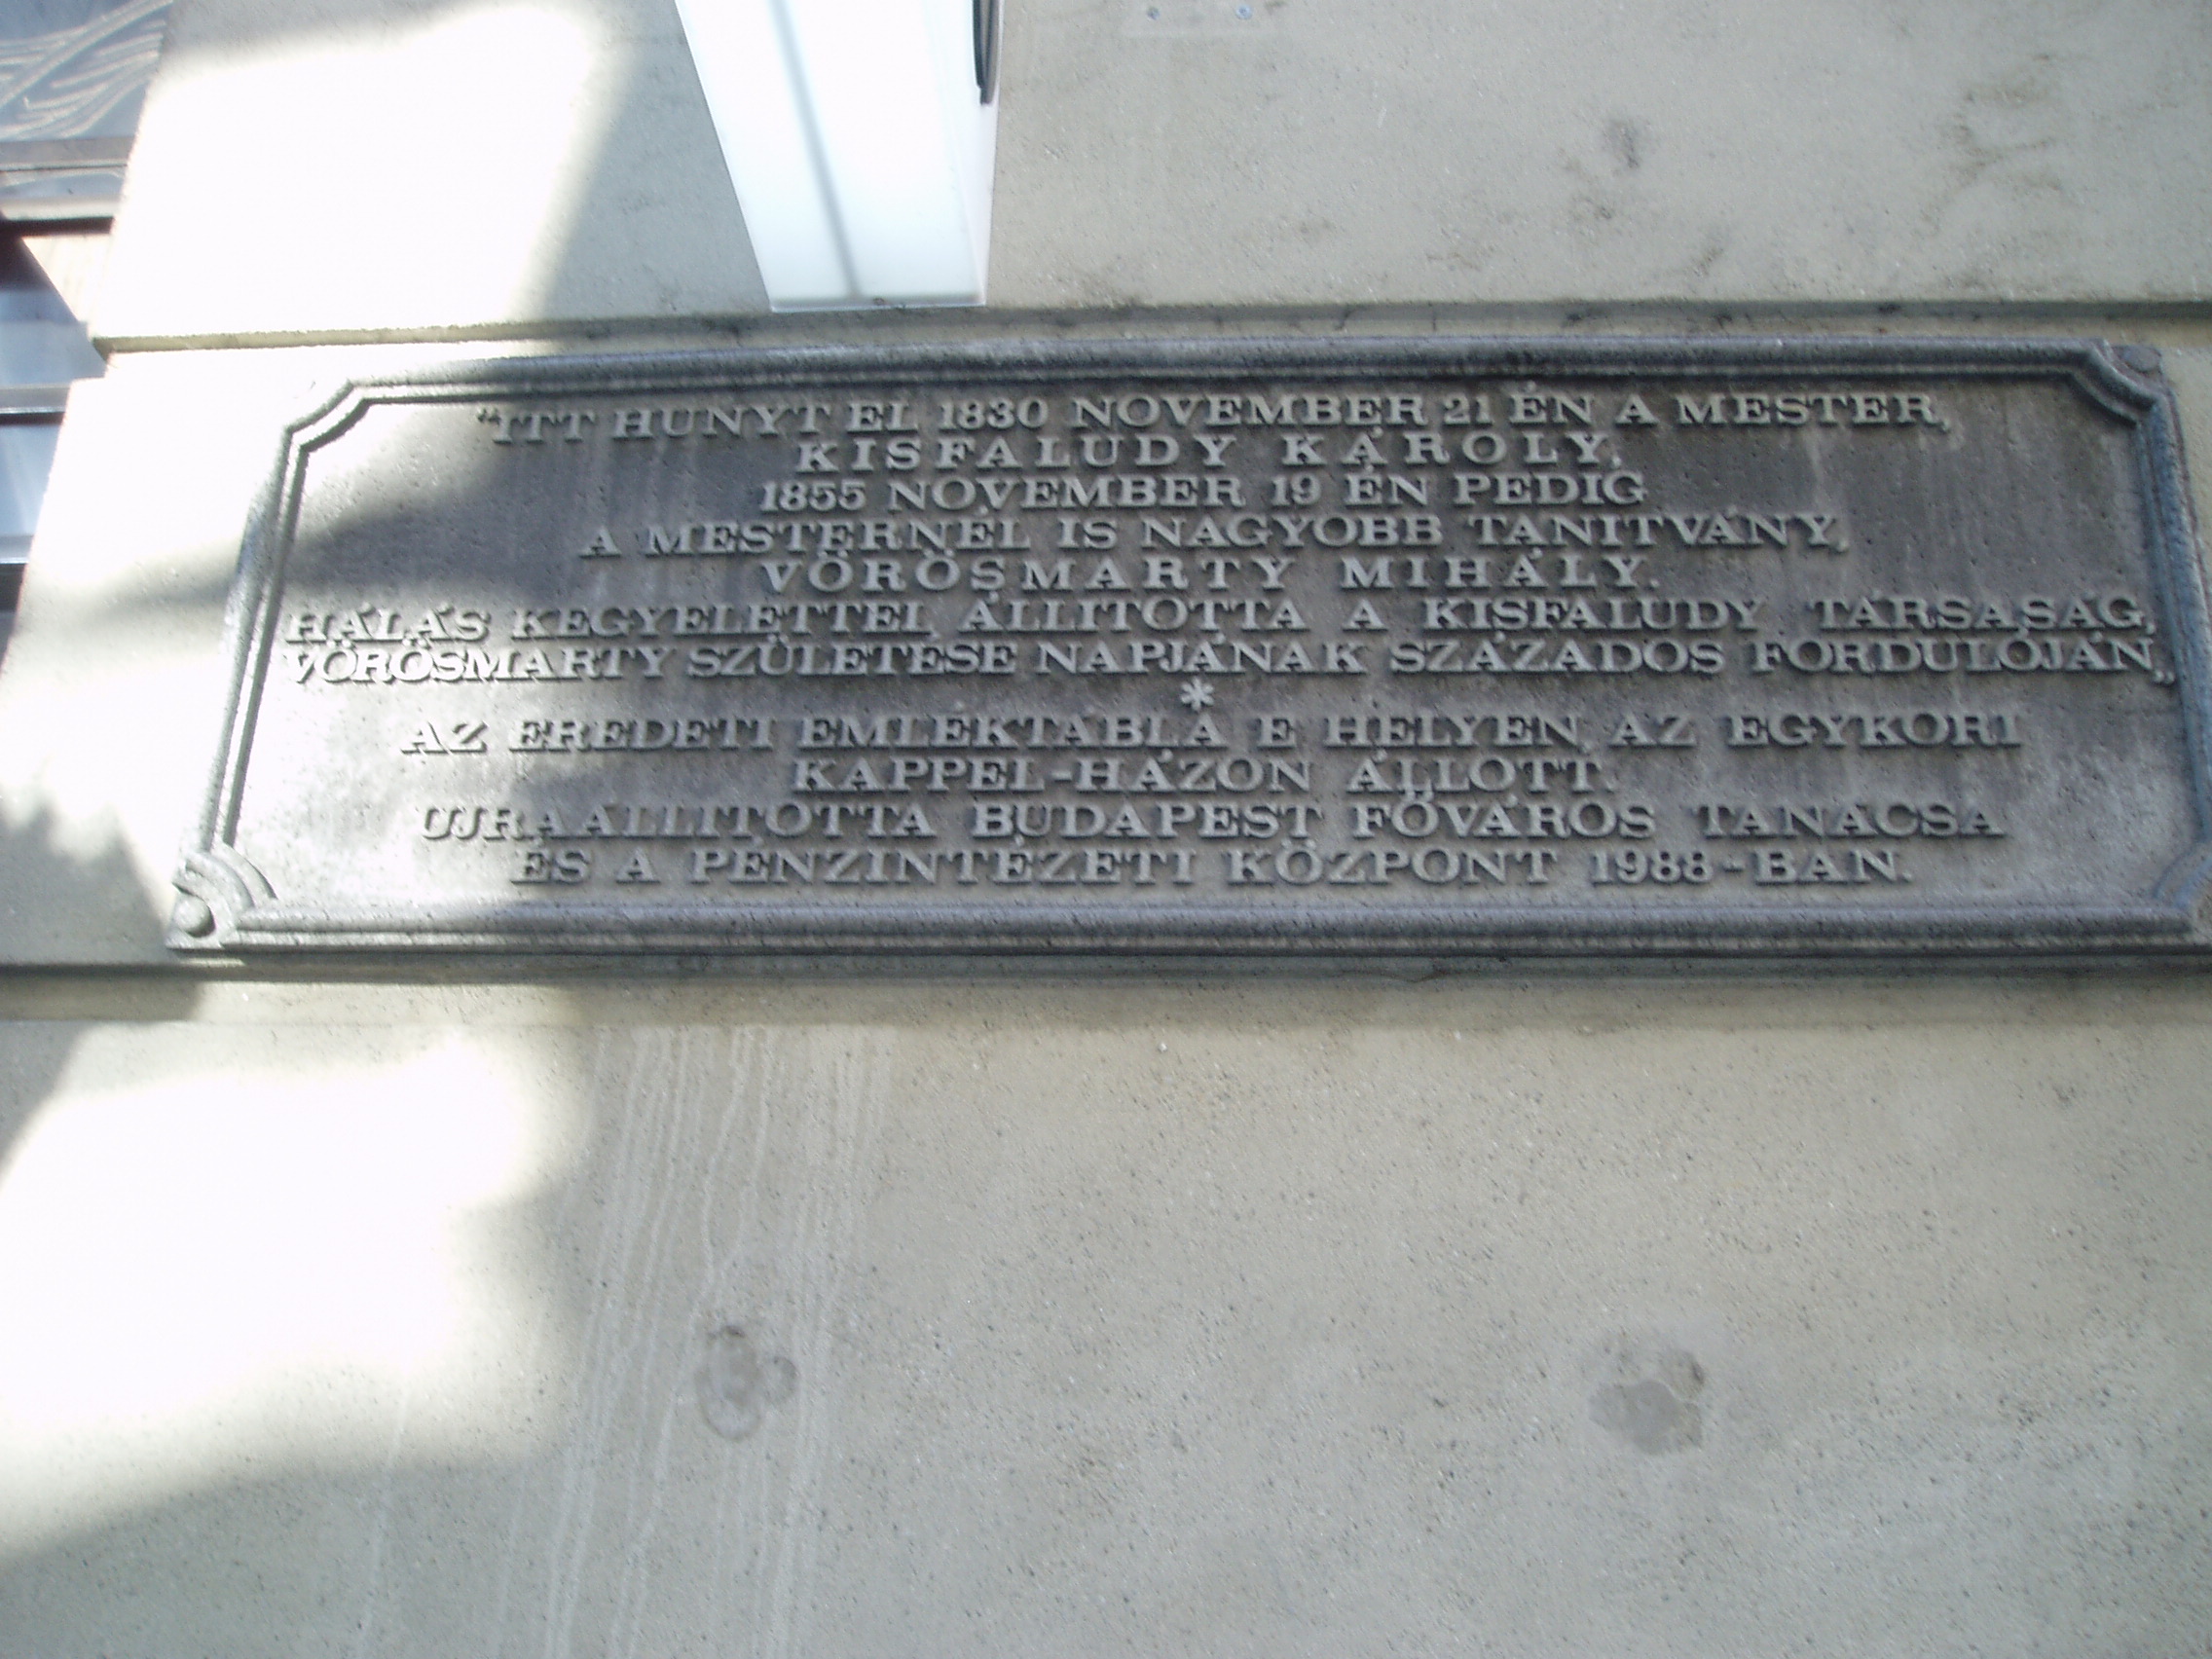 "ITT HUNYT EL 1830 NOVEMBER 21 ÉN A MESTER,
KISFALUDY KÁROLY,
1855 NOVEMBER 19 ÉN PEDIG
A MESTERNÉL IS NAGYOBB TANITVÁNY,
VÖRÖSMARTY MIHÁLY.
HÁLÁS KEGYELETTEL ÁLLITOTTA A KISFALUDY TÁRSASÁG,
VÖRÖSMARTY SZÜLETÉSE NAPJÁNAK SZÁZADOS FORDULÓJÁN„
*
AZ EREDETI EMLÉKTÁBLA E HELYEN, AZ EGYKORI
KAPPEL-HÁZON ÁLLOTT.
UJRAÁLLITOTTA BUDAPEST FŐVÁROS TANÁCSA
ÉS A PÉNZINTÉZETI KÖZPONT 1988-BAN.